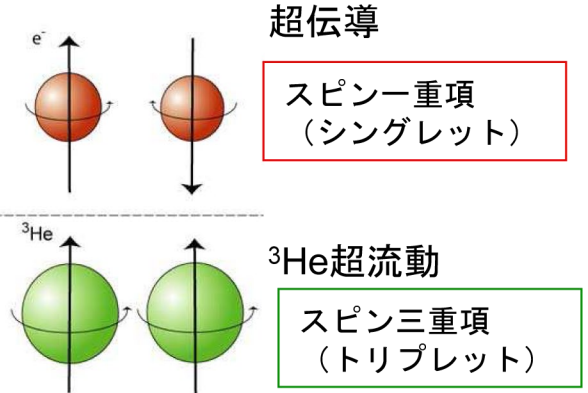 e⁻
超伝導
スピン一重項
（シングレット）
³He
³He超流動
スピン三重項
（トリプレット）